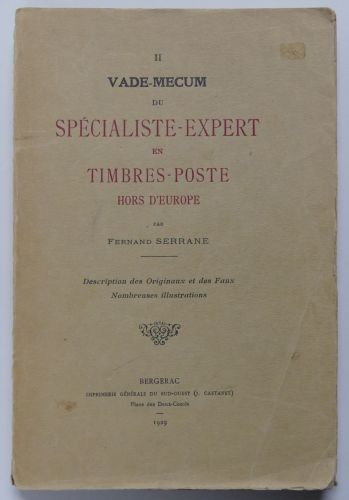 II
VADE-MECUM
DU
SPÉCIALISTE-EXPERT
EN
TIMBRES-POSTE
HORS D'EUROPE
PAR
FERNAND SERRANE
Description des Originaux et des Faux
Nombreuses illustrations
BERGERAC
IMPRIMERIE GÉNÉRALE DU SUD-OUEST (J. CASTANET)
Place des Deux-Conils
1929